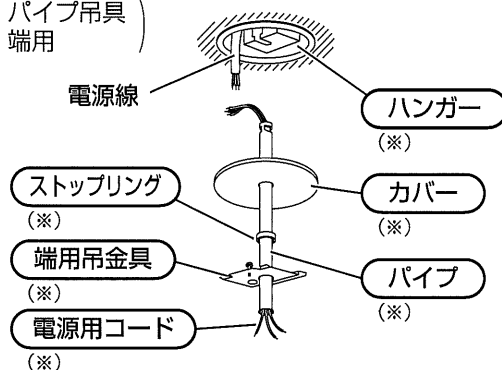 パイプ吊具
端用
電源線
ハンガー
(※)
カバー
(※)
ストップリング
(※)
端用吊金具
(※)
パイプ
(※)
電源用コード
(※)